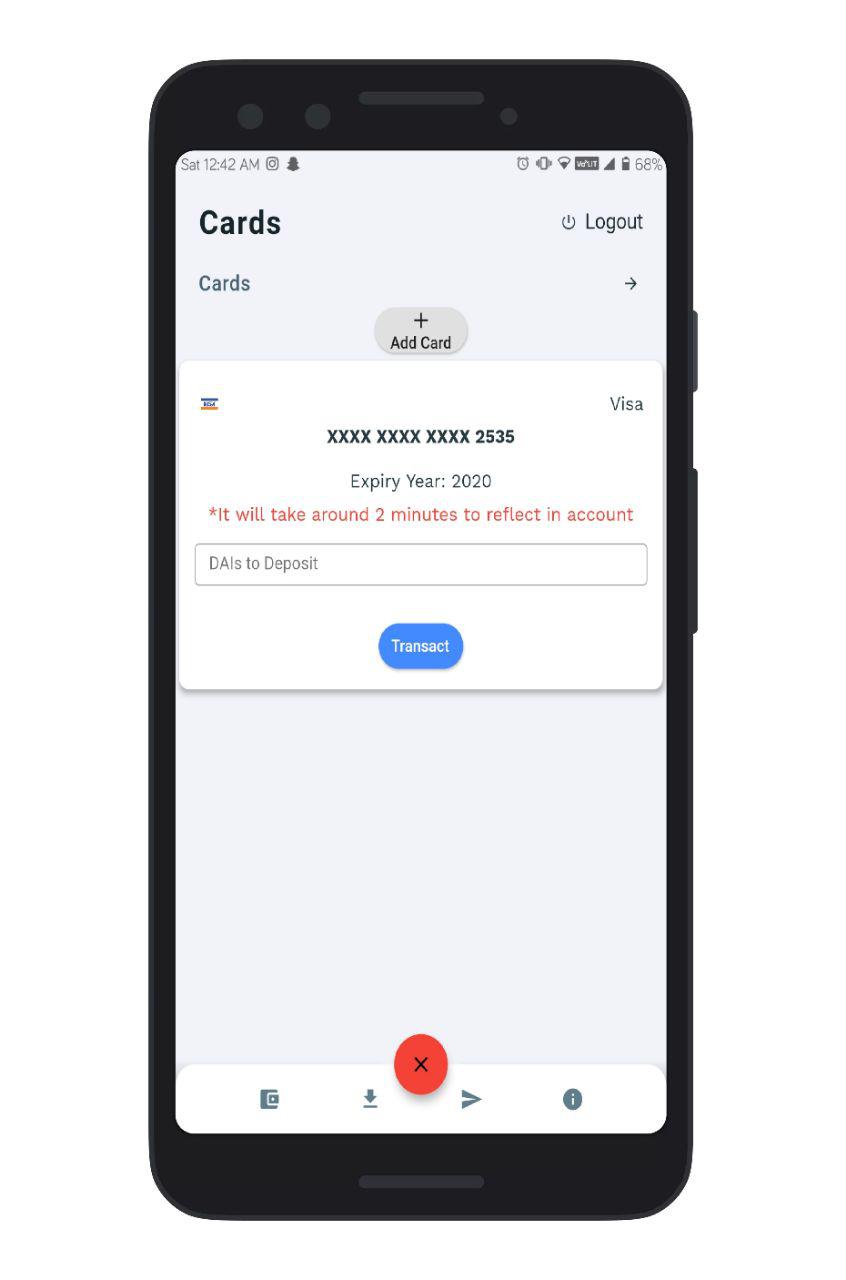 Sat 12:42 AM 68%
Cards Logout
Cards
Add Card
Visa
XXXX XXXX XXXX 2535
Expiry Year: 2020
*It will take around 2 minutes to reflect in account
DAIs to Deposit
Transact